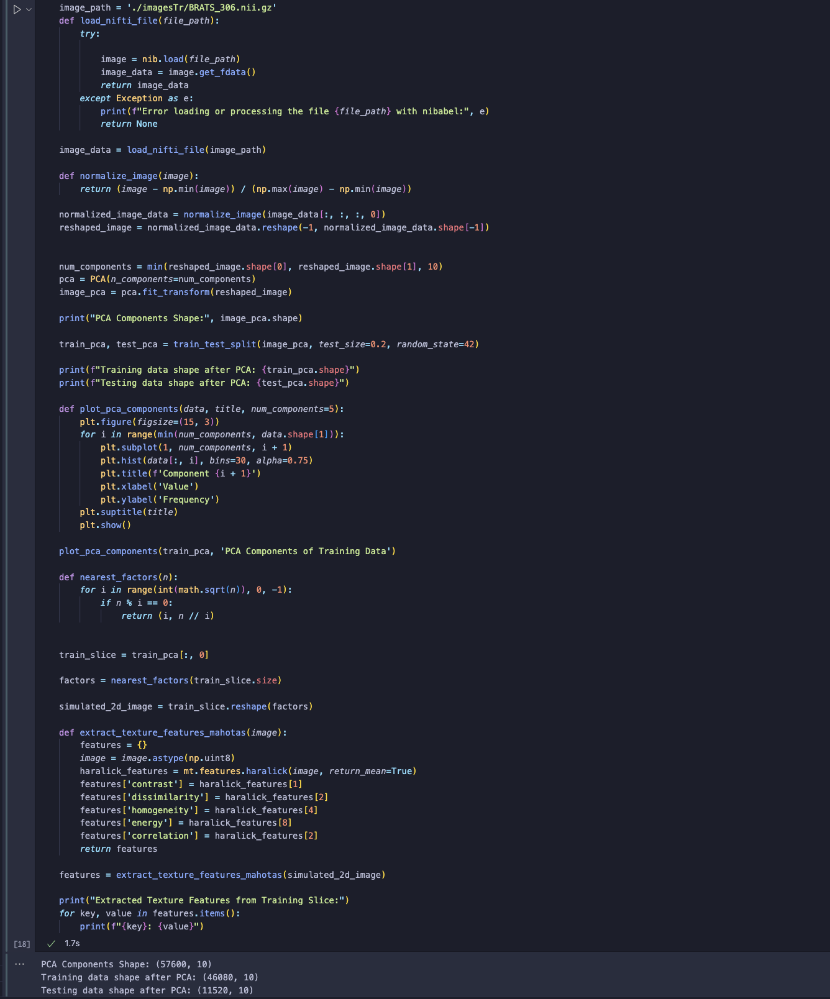 image_path = './imagesTr/BRATS_306.nii.gz'
def load_nifti_file(file_path):
    try:

        image = nib.load(file_path)
        image_data = image.get_fdata()
        return image_data
    except Exception as e:
        print(f"Error loading or processing the file {file_path} with nibabel:", e)
        return None

image_data = load_nifti_file(image_path)

def normalize_image(image):
    return (image - np.min(image)) / (np.max(image) - np.min(image))

normalized_image_data = normalize_image(image_data[:, :, :, 0])
reshaped_image = normalized_image_data.reshape(-1, normalized_image_data.shape[-1])


num_components = min(reshaped_image.shape[0], reshaped_image.shape[1], 10)
pca = PCA(n_components=num_components)
image_pca = pca.fit_transform(reshaped_image)

print("PCA Components Shape:", image_pca.shape)

train_pca, test_pca = train_test_split(image_pca, test_size=0.2, random_state=42)

print(f"Training data shape after PCA: {train_pca.shape}")
print(f"Testing data shape after PCA: {test_pca.shape}")

def plot_pca_components(data, title, num_components=5):
    plt.figure(figsize=(15, 3))
    for i in range(min(num_components, data.shape[1])):
        plt.subplot(1, num_components, i + 1)
        plt.hist(data[:, i], bins=30, alpha=0.75)
        plt.title(f'Component {i + 1}')
        plt.xlabel('Value')
        plt.ylabel('Frequency')
    plt.suptitle(title)
    plt.show()

plot_pca_components(train_pca, 'PCA Components of Training Data')

def nearest_factors(n):
    for i in range(int(math.sqrt(n)), 0, -1):
        if n % i == 0:
            return (i, n // i)


train_slice = train_pca[:, 0]

factors = nearest_factors(train_slice.size)

simulated_2d_image = train_slice.reshape(factors)

def extract_texture_features_mahotas(image):
    features = {}
    image = image.astype(np.uint8)
    haralick_features = mt.features.haralick(image, return_mean=True)
    features['contrast'] = haralick_features[1]
    features['dissimilarity'] = haralick_features[2]
    features['homogeneity'] = haralick_features[4]
    features['energy'] = haralick_features[8]
    features['correlation'] = haralick_features[2]
    return features

features = extract_texture_features_mahotas(simulated_2d_image)

print("Extracted Texture Features from Training Slice:")
for key, value in features.items():
    print(f"{key}: {value}")
[18] ✓ 1.7s
... PCA Components Shape: (57600, 10)
Training data shape after PCA: (46080, 10)
Testing data shape after PCA: (11520, 10)